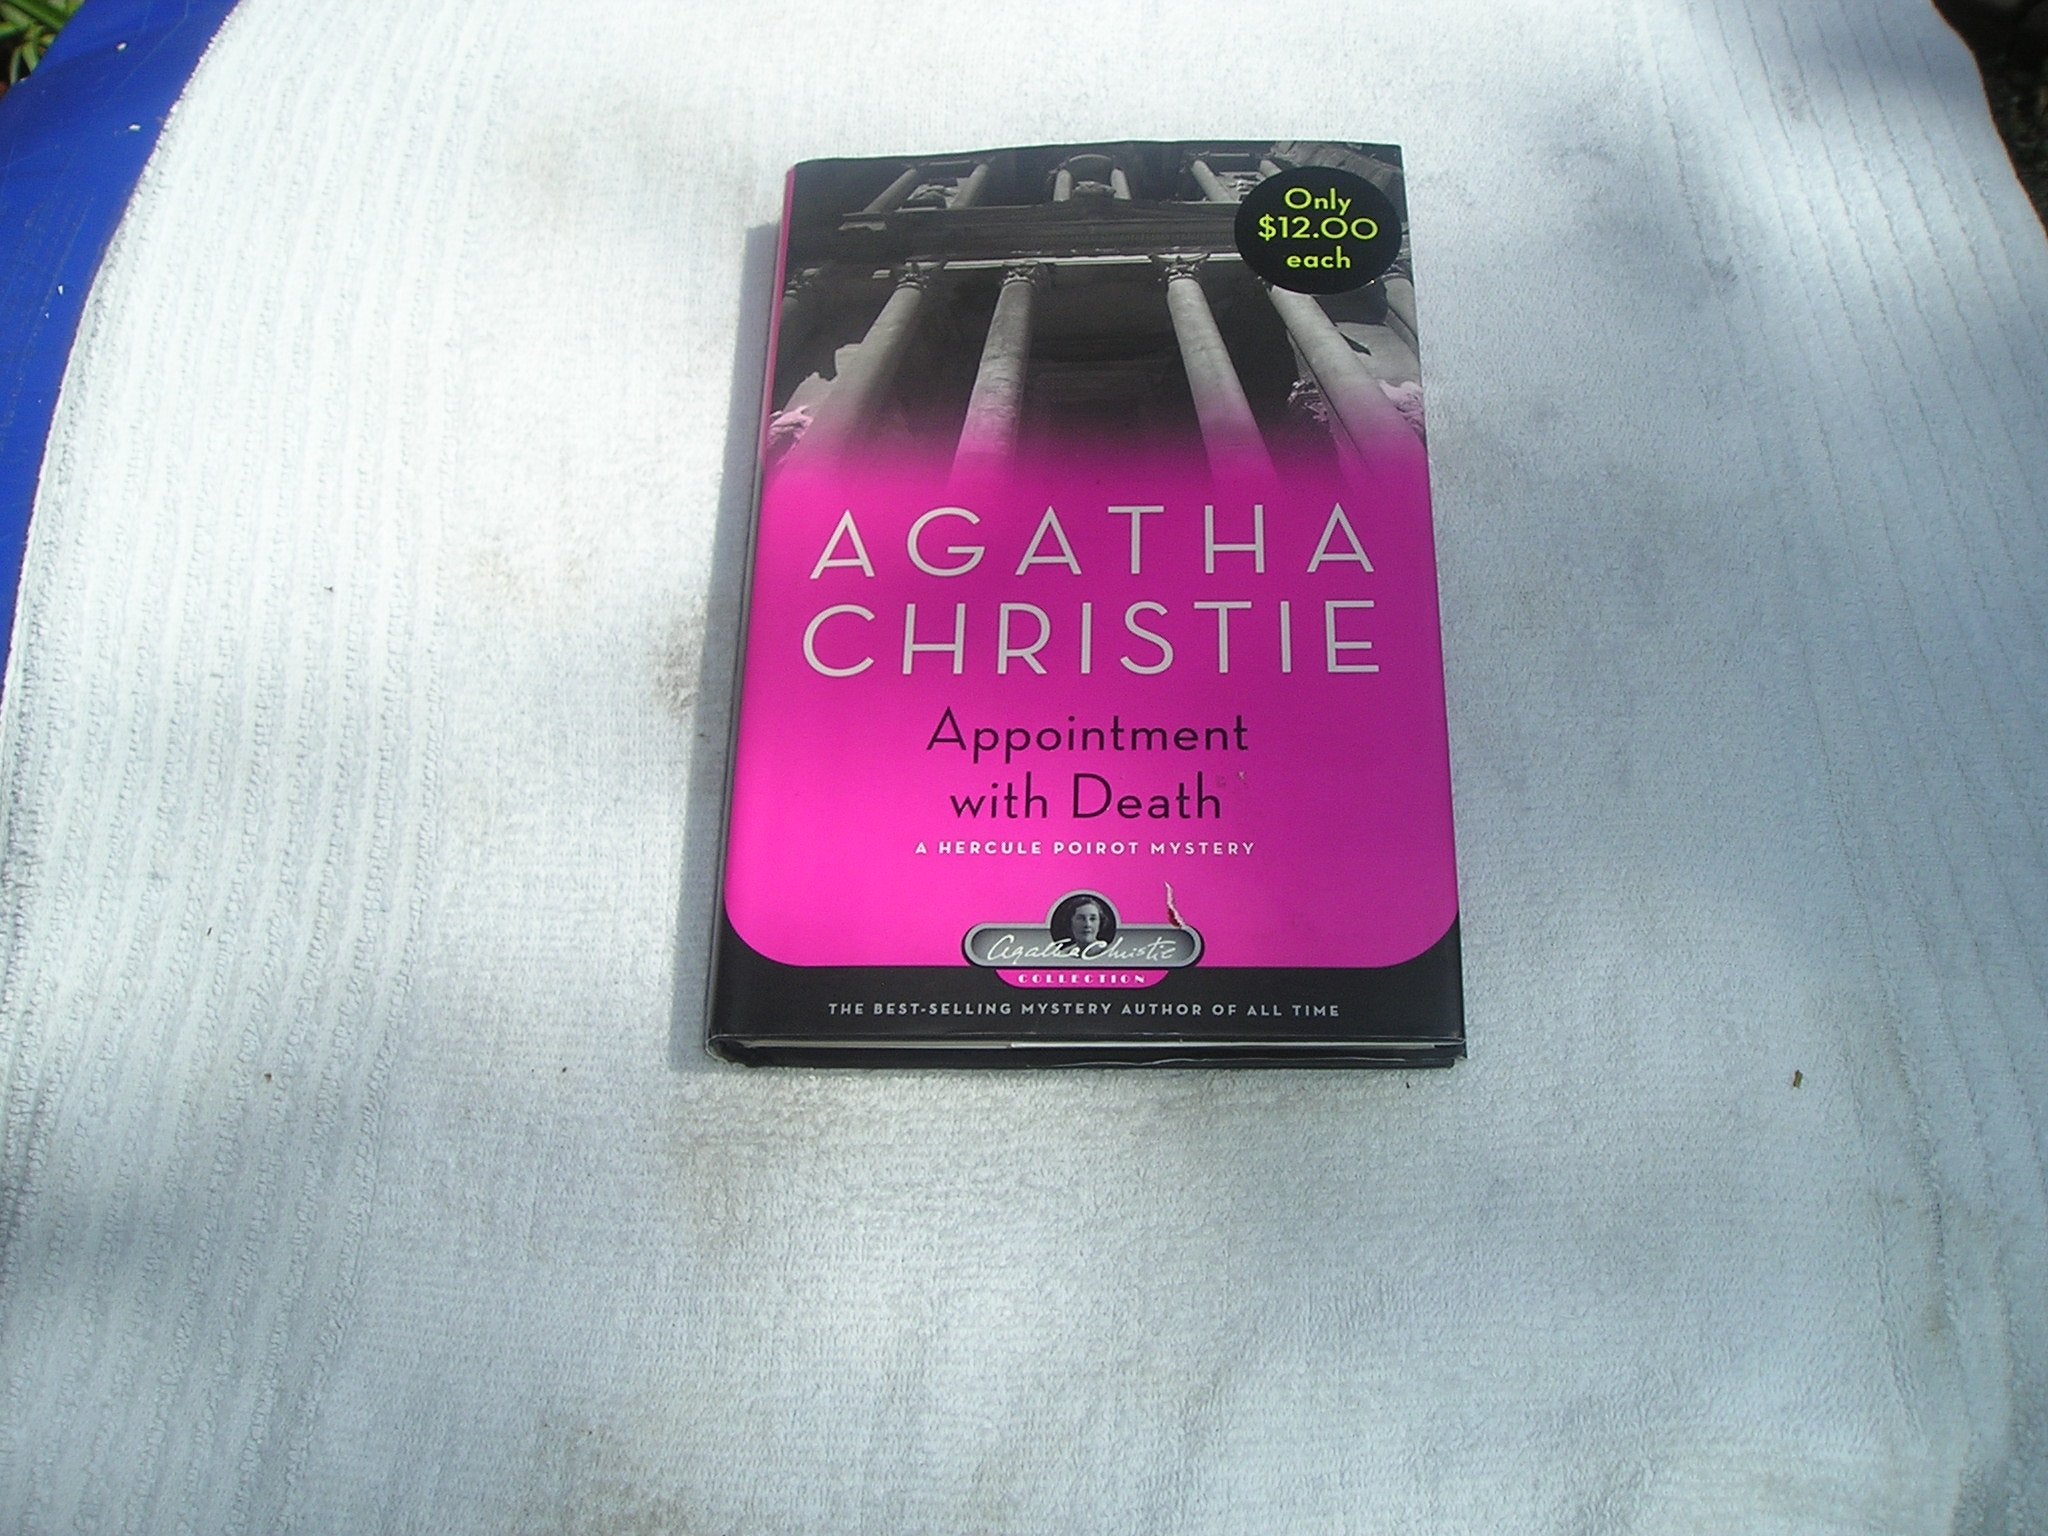 Only
$12.00
each
AGATHA
CHRISTIE
Appointment
with Death
A HERCULE POIROT MYSTERY
Agatha Christie
COLLECTION
THE BEST-SELLING MYSTERY AUTHOR OF ALL TIME